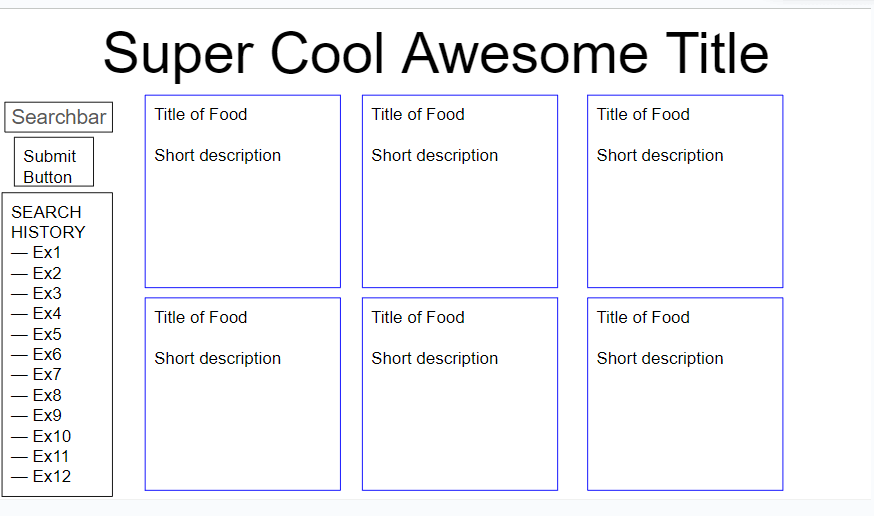 Super Cool Awesome Title
Searchbar
Submit
Button
SEARCH
HISTORY
— Ex1
— Ex2
— Ex3
— Ex4
— Ex5
— Ex6
— Ex7
— Ex8
— Ex9
— Ex10
— Ex11
— Ex12
Title of Food
Short description
Title of Food
Short description
Title of Food
Short description
Title of Food
Short description
Title of Food
Short description
Title of Food
Short description